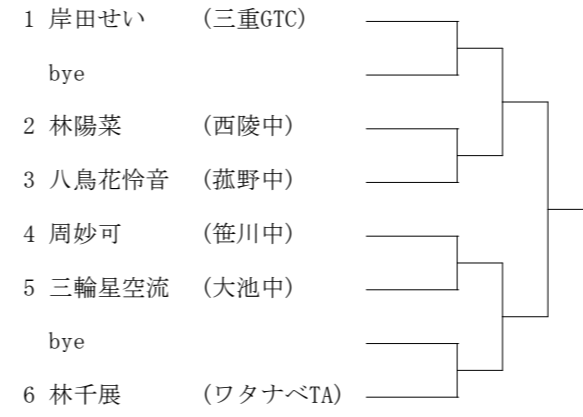 1 岸田せい (三重GTC)
bye
2 林陽菜 (西陵中)
3 八鳥花怜音 (菰野中)
4 周妙可 (笹川中)
5 三輪星空流 (大池中)
bye
6 林千展 (ワタナベTA)